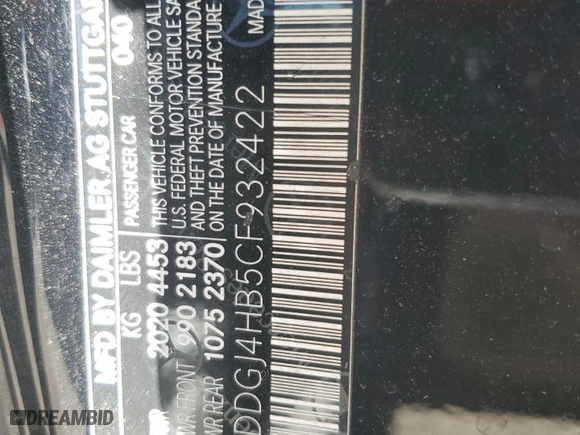 MFD BY DAIMLER AG STUTTGA
040
KG LBS PASSENGER CAR MAD
2020 4453 THIS VEHICLE CONFORMS TO ALL
FRONT 990 2183 U.S. FEDERAL MOTOR VEHICLE SA
REAR 1075 2370 AND THEFT PREVENTION STANDA
ON THE DATE OF MANUFACTURE
DDGJ4HB5CF932422
DREAMBID